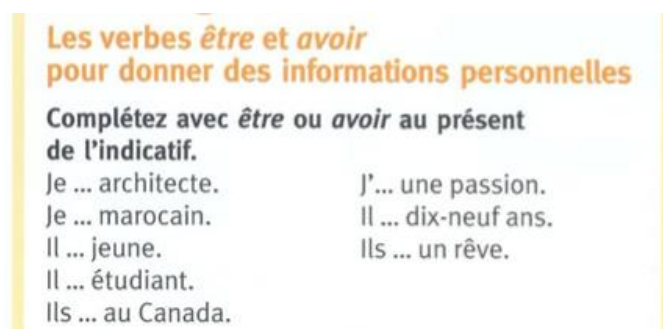 Les verbes être et avoir
pour donner des informations personnelles
Complétez avec être ou avoir au présent
de l'indicatif.
Je ... architecte.
Je ... marocain.
Il ... jeune.
Il ... étudiant.
Ils ... au Canada.
J'... une passion.
Il ... dix-neuf ans.
Ils ... un rêve.